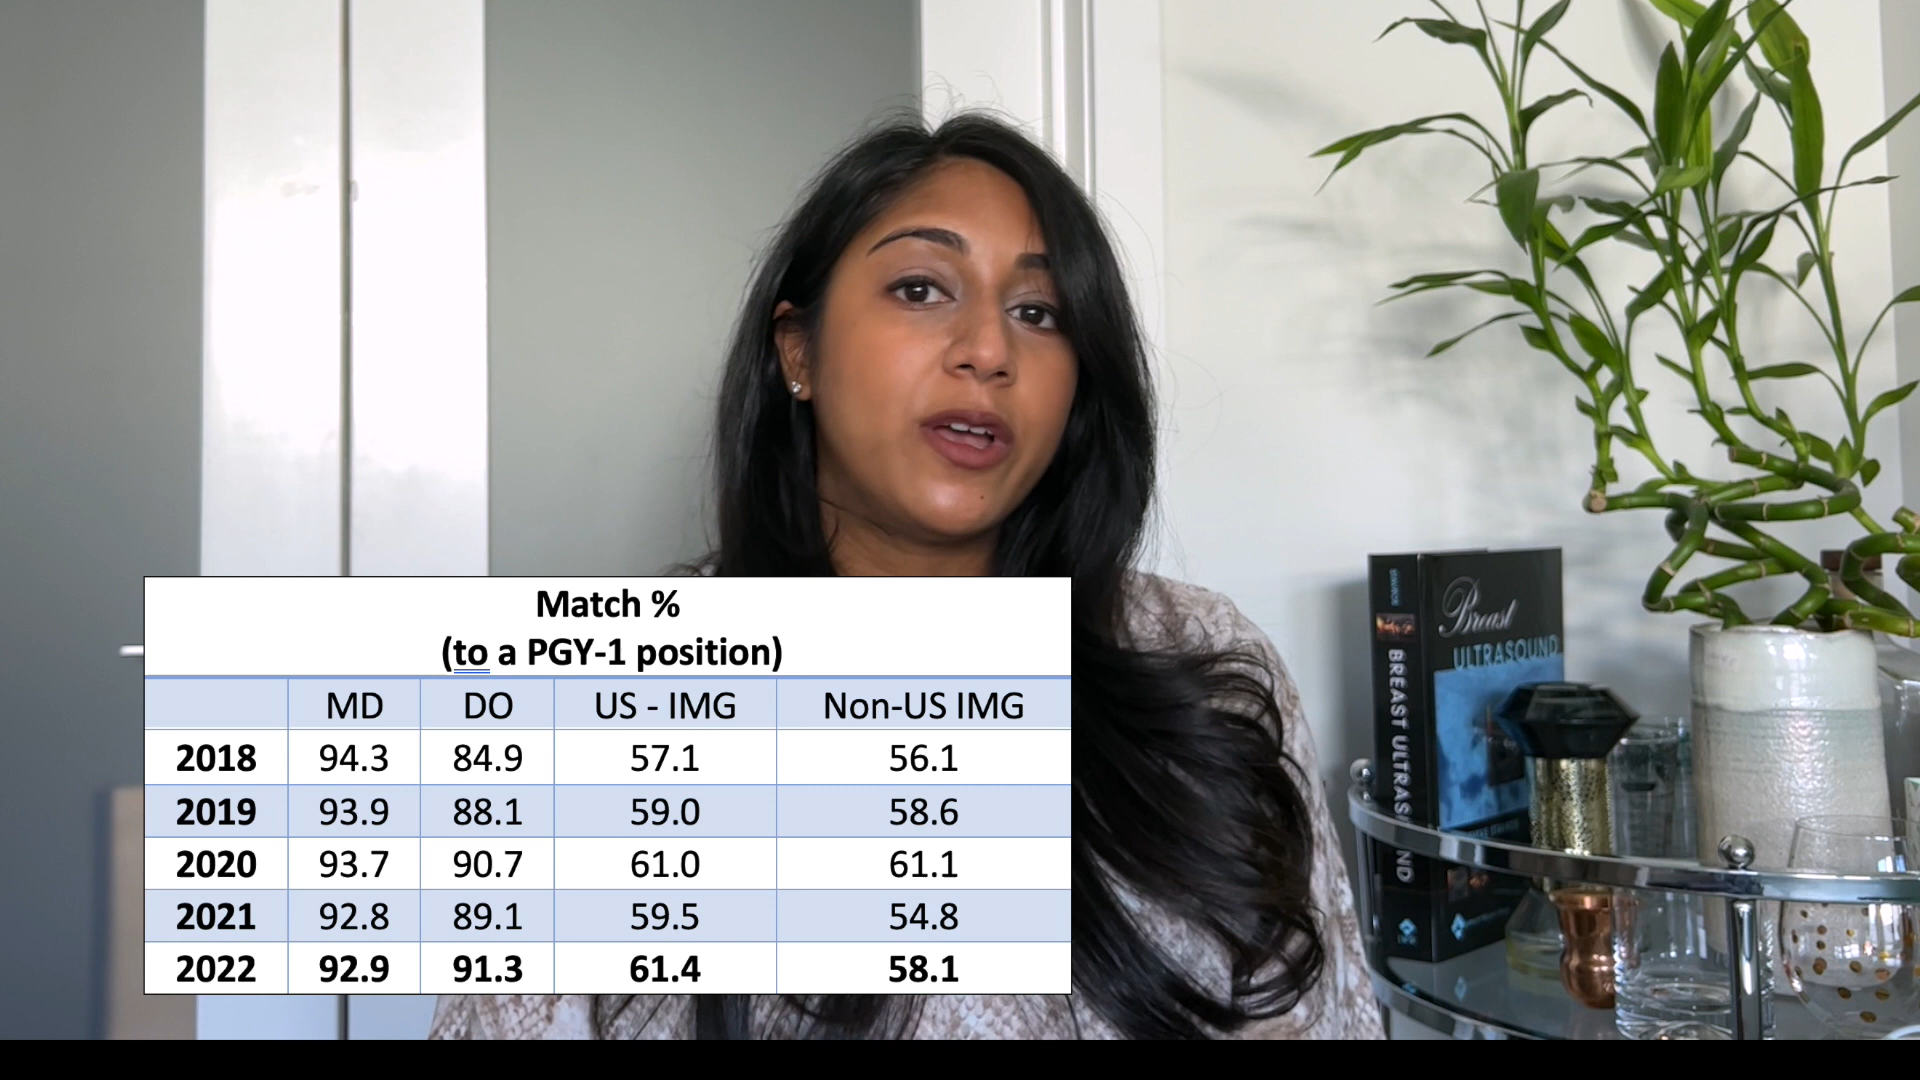 Match %
(to a PGY-1 position)
MD DO US - IMG Non-US IMG
2018 94.3 84.9 57.1 56.1
2019 93.9 88.1 59.0 58.6
2020 93.7 90.7 61.0 61.1
2021 92.8 89.1 59.5 54.8
2022 92.9 91.3 61.4 58.1
Breast
ULTRASOUND
BREAST ULTRAS ND